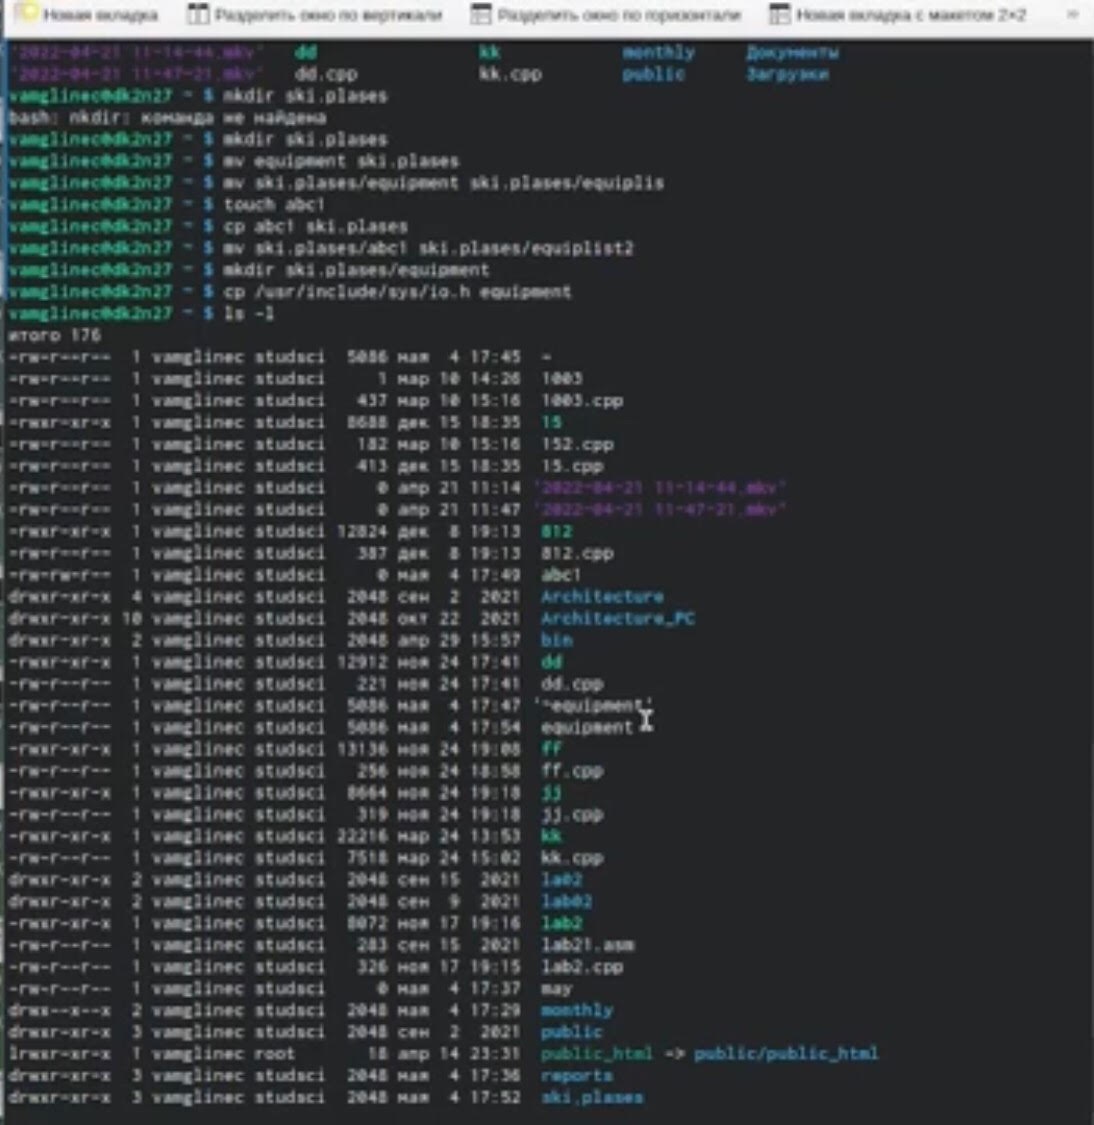 Новая вкладка Разделить окно по вертикали Разделить окно по горизонтали Новая вкладка с макетом 2×2 »
'2022-04-21 11-14-44.mkv' dd kk monthly Документы
'2022-04-21 11-47-21.mkv' dd.cpp kk.cpp public Загрузки
vamglinec@dk2n27 ~ $ nkdir ski.plases
bash: nkdir: команда не найдена
vamglinec@dk2n27 ~ $ mkdir ski.plases
vamglinec@dk2n27 ~ $ mv equipment ski.plases
vamglinec@dk2n27 ~ $ mv ski.plases/equipment ski.plases/equiplis
vamglinec@dk2n27 ~ $ touch abc1
vamglinec@dk2n27 ~ $ cp abc1 ski.plases
vamglinec@dk2n27 ~ $ mv ski.plases/abc1 ski.plases/equiplist2
vamglinec@dk2n27 ~ $ mkdir ski.plases/equipment
vamglinec@dk2n27 ~ $ cp /usr/include/sys/io.h equipment
vamglinec@dk2n27 ~ $ ls -l
итого 176
-rw-r--r-- 1 vamglinec studsci 5086 мая 4 17:45 ~
-rw-r--r-- 1 vamglinec studsci 1 мар 10 14:26 1003
-rw-r--r-- 1 vamglinec studsci 437 мар 10 15:16 1003.cpp
-rwxr-xr-x 1 vamglinec studsci 8688 дек 15 18:35 15
-rw-r--r-- 1 vamglinec studsci 182 мар 10 15:16 152.cpp
-rw-r--r-- 1 vamglinec studsci 413 дек 15 18:35 15.cpp
-rw-r--r-- 1 vamglinec studsci 0 апр 21 11:14 '2022-04-21 11-14-44.mkv'
-rw-r--r-- 1 vamglinec studsci 0 апр 21 11:47 '2022-04-21 11-47-21.mkv'
-rwxr-xr-x 1 vamglinec studsci 12824 дек 8 19:13 812
-rw-r--r-- 1 vamglinec studsci 387 дек 8 19:13 812.cpp
-rw-rw-r-- 1 vamglinec studsci 0 мая 4 17:49 abc1
drwxr-xr-x 4 vamglinec studsci 2048 сен 2 2021 Architecture
drwxr-xr-x 10 vamglinec studsci 2048 окт 22 2021 Architecture_PC
drwxr-xr-x 2 vamglinec studsci 2048 апр 29 15:57 bin
-rwxr-xr-x 1 vamglinec studsci 12912 ноя 24 17:41 dd
-rw-r--r-- 1 vamglinec studsci 221 ноя 24 17:41 dd.cpp
-rw-r--r-- 1 vamglinec studsci 5086 мая 4 17:47 '~equipment'
-rw-r--r-- 1 vamglinec studsci 5086 мая 4 17:54 equipment
-rwxr-xr-x 1 vamglinec studsci 13136 ноя 24 19:08 ff
-rw-r--r-- 1 vamglinec studsci 256 ноя 24 18:58 ff.cpp
-rwxr-xr-x 1 vamglinec studsci 8664 ноя 24 19:18 jj
-rw-r--r-- 1 vamglinec studsci 319 ноя 24 19:18 jj.cpp
-rwxr-xr-x 1 vamglinec studsci 22216 мар 24 13:53 kk
-rw-r--r-- 1 vamglinec studsci 7518 мар 24 15:02 kk.cpp
drwxr-xr-x 2 vamglinec studsci 2048 сен 15 2021 la02
drwxr-xr-x 2 vamglinec studsci 2048 сен 9 2021 lab02
-rwxr-xr-x 1 vamglinec studsci 8072 ноя 17 19:16 lab2
-rw-r--r-- 1 vamglinec studsci 283 сен 15 2021 lab21.asm
-rw-r--r-- 1 vamglinec studsci 326 ноя 17 19:15 lab2.cpp
-rw-r--r-- 1 vamglinec studsci 0 мая 4 17:37 may
drwx--x--x 2 vamglinec studsci 2048 мая 4 17:29 monthly
drwxr-xr-x 3 vamglinec studsci 2048 сен 2 2021 public
lrwxr-xr-x 1 vamglinec root 18 апр 14 23:31 public_html -> public/public_html
drwxr-xr-x 3 vamglinec studsci 2048 мая 4 17:36 reports
drwxr-xr-x 3 vamglinec studsci 2048 мая 4 17:52 ski.plases